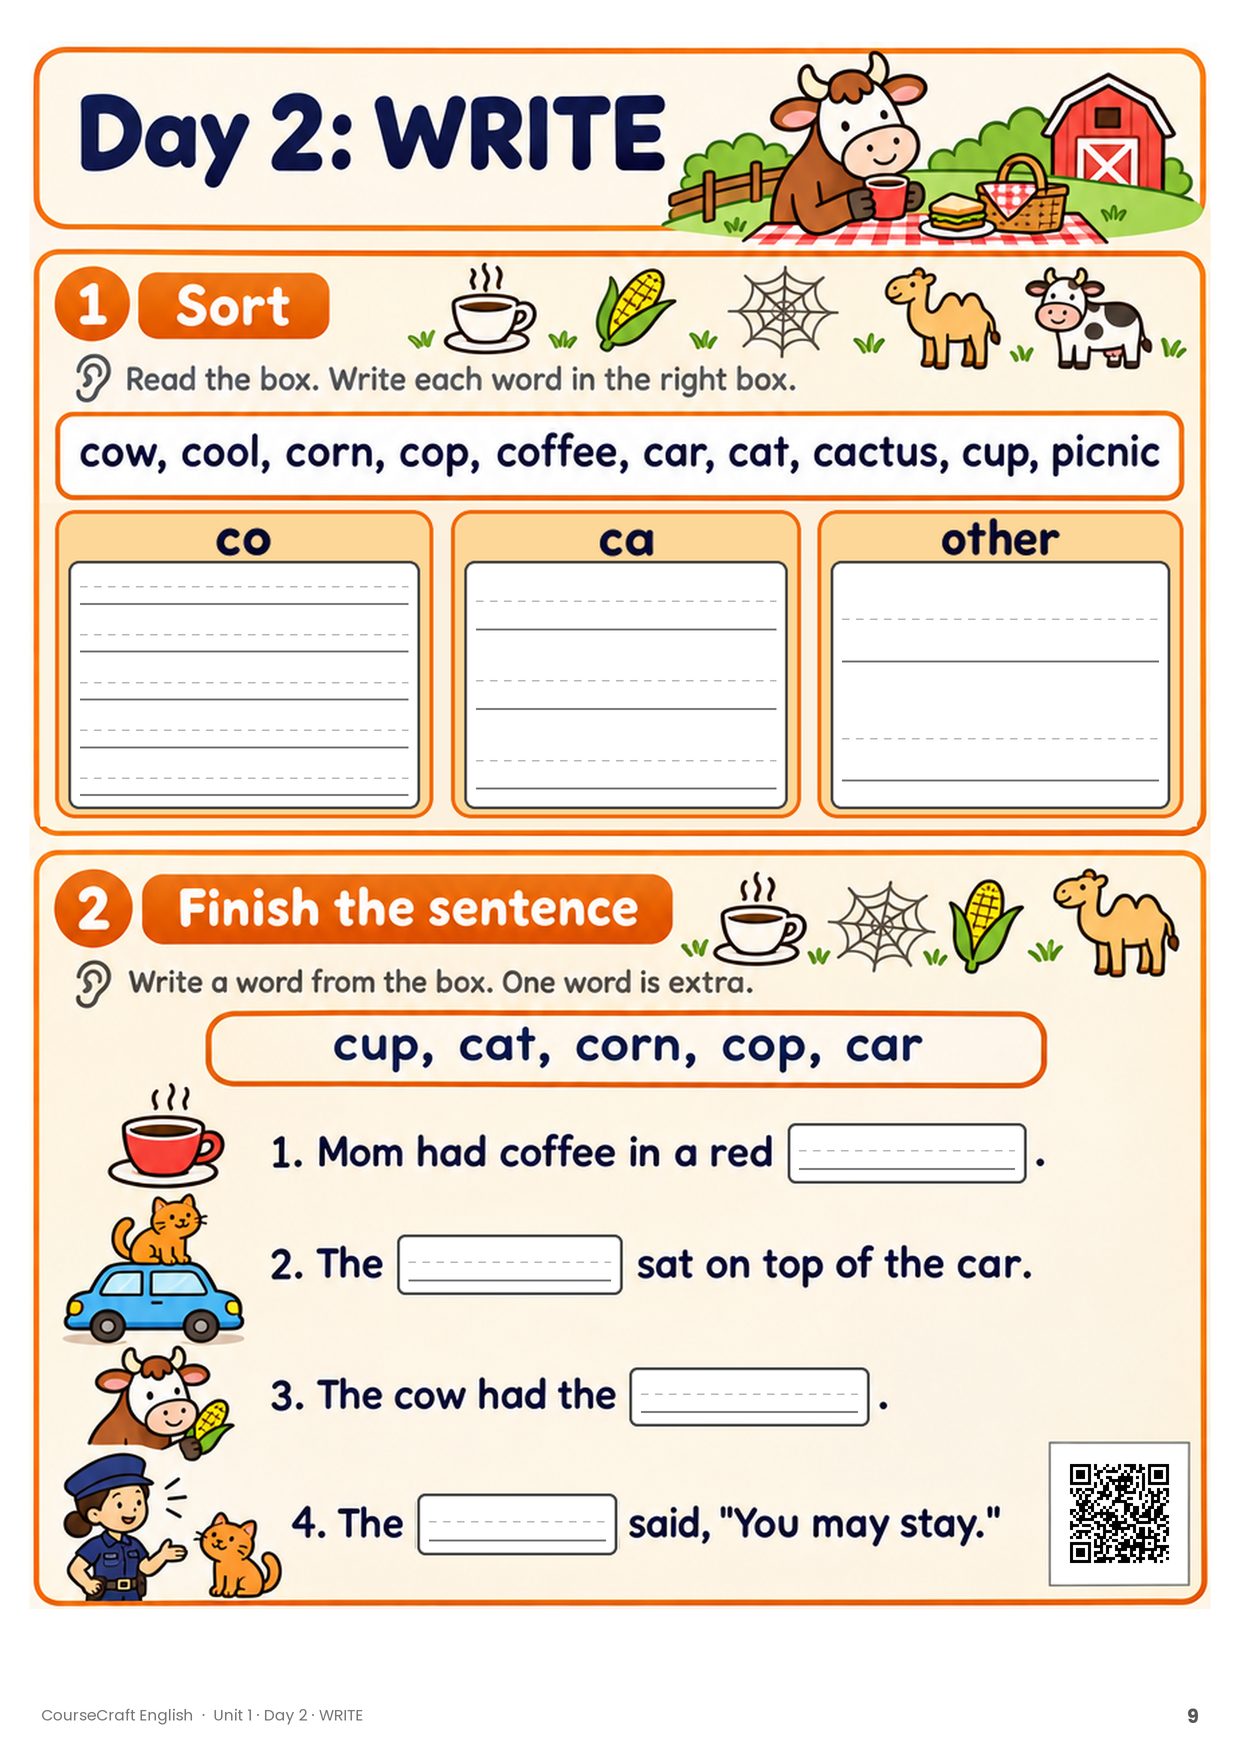 Day 2: WRITE
1 Sort
Read the box. Write each word in the right box.
cow, cool, corn, cop, coffee, car, cat, cactus, cup, picnic
co ca other
2 Finish the sentence
Write a word from the box. One word is extra.
cup, cat, corn, cop, car
1. Mom had coffee in a red .
2. The sat on top of the car.
3. The cow had the .
4. The said, "You may stay."
CourseCraft English · Unit 1 · Day 2 · WRITE 9